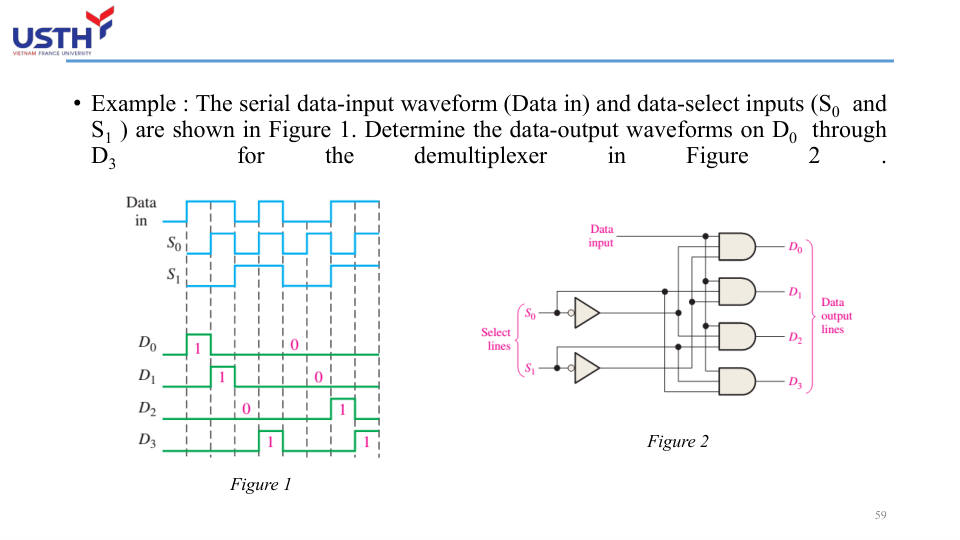 USTH
VIETNAM FRANCE UNIVERSITY
• Example : The serial data-input waveform (Data in) and data-select inputs (S0 and
S1 ) are shown in Figure 1. Determine the data-output waveforms on D0 through
D3 for the demultiplexer in Figure 2 .
Data
in
S0
S1
D0 1 0
D1 1 0
D2 0 1
D3 1 1
Figure 1
Data
input
Select
lines
S0
S1
D0
D1
D2
D3
Data
output
lines
Figure 2
59